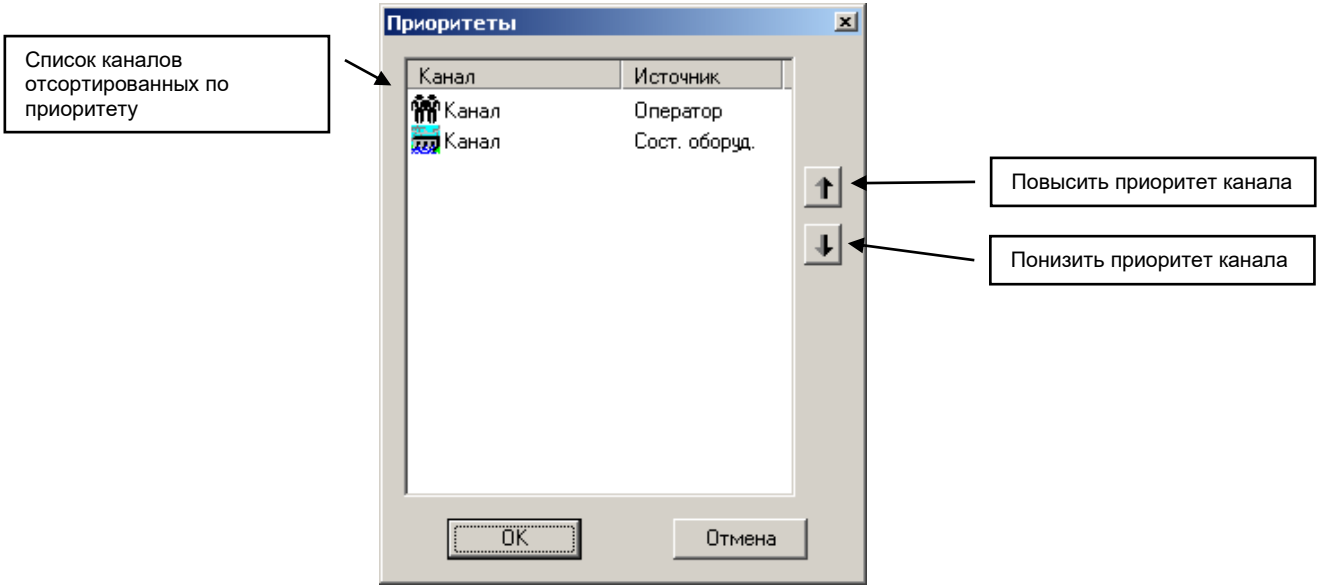 Приоритеты
Список каналов
отсортированных по
приоритету
Канал Источник
Канал Оператор
Канал Сост. оборуд.
Повысить приоритет канала
Понизить приоритет канала
OK Отмена